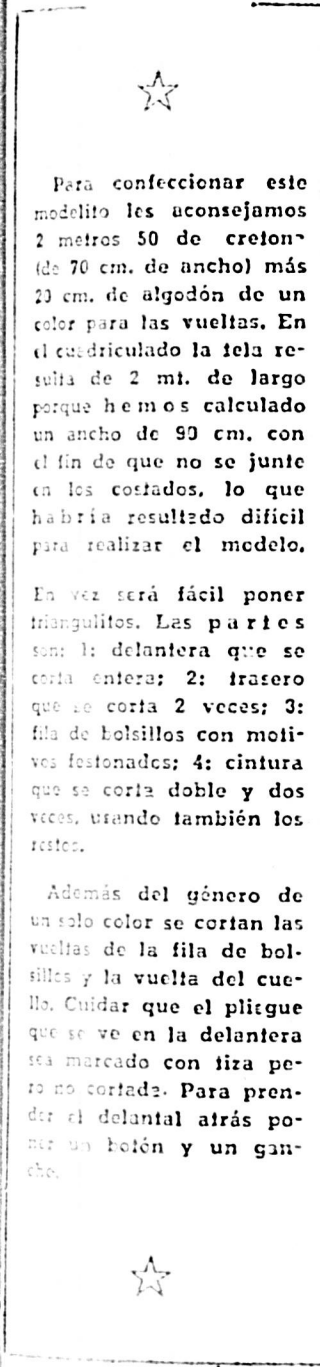 Para confeccionar este
modelito les aconsejamos
2 metros 50 de cretona
(de 70 cm. de ancho) más
20 cm. de algodón de un
color para las vueltas. En
el cuadriculado la tela re-
sulta de 2 mt. de largo
porque hemos calculado
un ancho de 90 cm. con
el fin de que no se junte
en los costados, lo que
habría resultado difícil
para realizar el modelo.
En vez será fácil poner
triangulitos. Las partes
son: 1: delantera que se
corta entera; 2: trasero
que se corta 2 veces; 3:
fila de bolsillos con moti-
vos festonados; 4: cintura
que se corta doble y dos
veces, usando también los
restos.
Además del género de
un solo color se cortan las
vueltas de la fila de bol-
sillos y la vuelta del cue-
llo. Cuidar que el pliegue
que se ve en la delantera
sea marcado con tiza pe-
ro no cortada. Para pren-
der el delantal atrás po-
ner un botón y un gan-
cho.